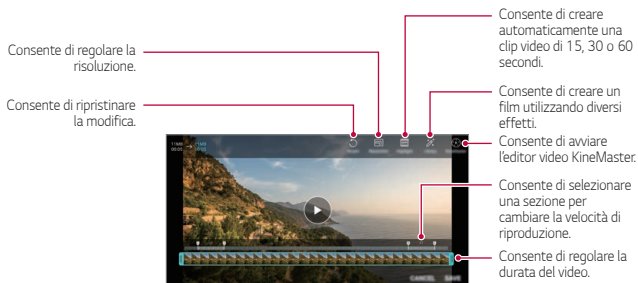 Consente di regolare la
risoluzione.
Consente di ripristinare
la modifica.
Consente di creare
automaticamente una
clip video di 15, 30 o 60
secondi.
Consente di creare un
film utilizzando diversi
effetti.
Consente di avviare
l'editor video KineMaster.
Consente di selezionare
una sezione per
cambiare la velocità di
riproduzione.
Consente di regolare la
durata del video.
CANCEL SAVE